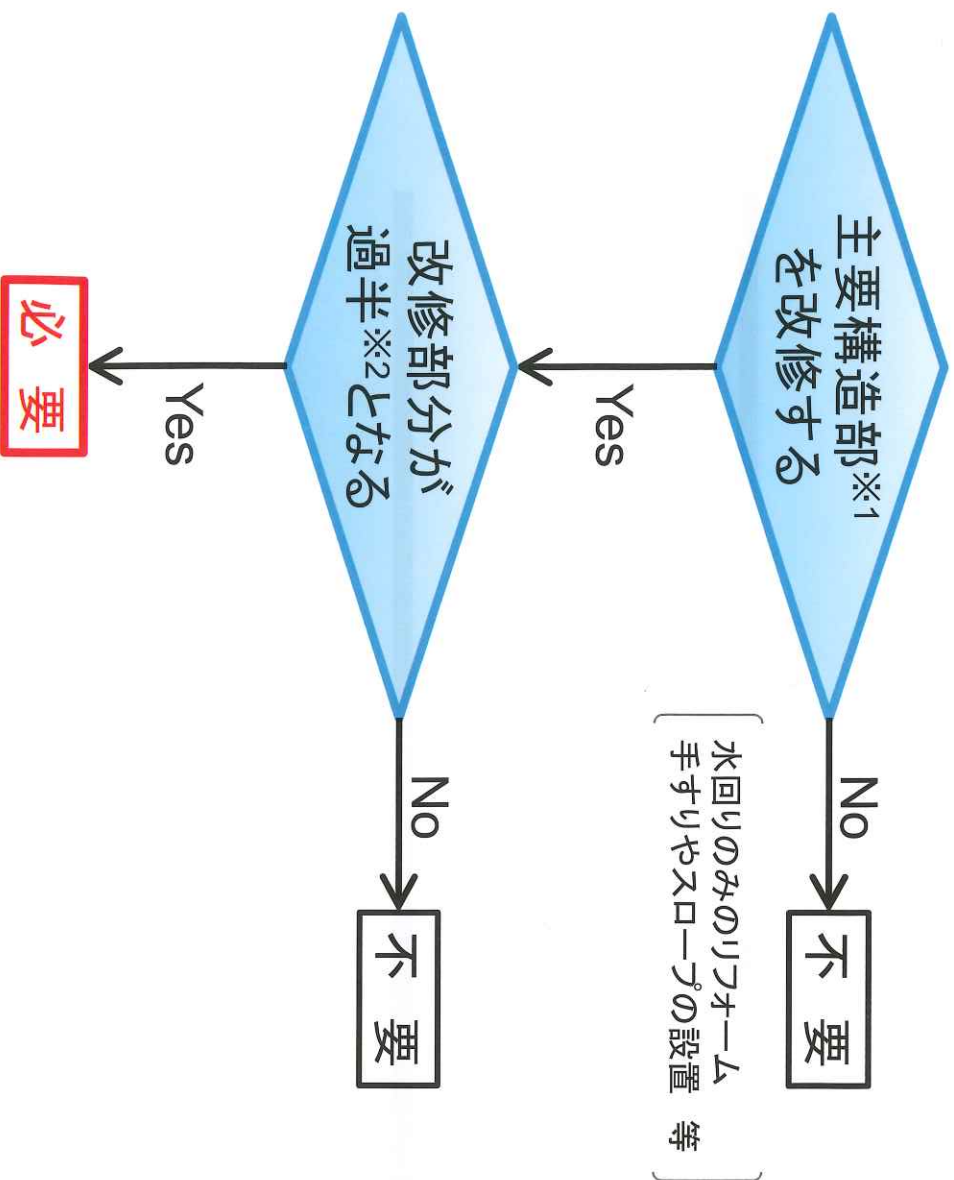 主要構造部※1
を改修する
No
不要
水回りのみのリフォーム
手すりやスロープの設置 等
Yes
改修部分が
過半※2となる
No
不要
Yes
必要